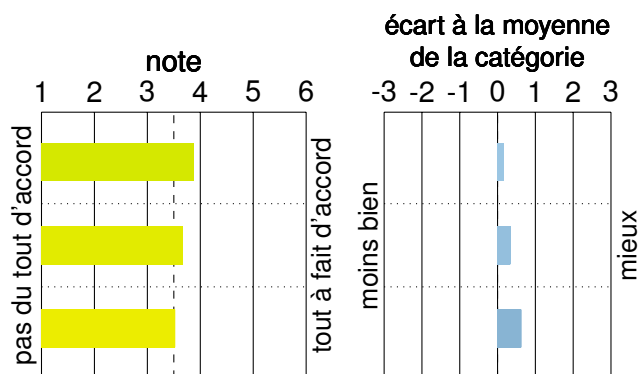 note
1 2 3 4 5 6
pas du tout d'accord
tout à fait d'accord
écart à la moyenne
de la catégorie
-3 -2 -1 0 1 2 3
moins bien
mieux